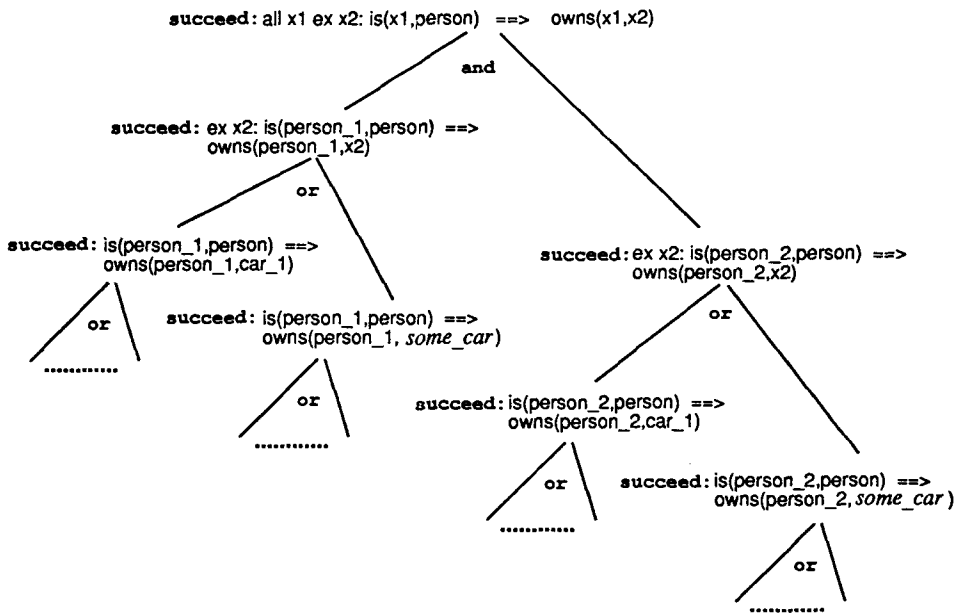 succeed: all x1 ex x2: is(x1,person) ==> owns(x1,x2)
and
succeed: ex x2: is(person_1,person) ==>
owns(person_1,x2)
or
succeed: is(person_1,person) ==>
owns(person_1,car_1)
succeed: ex x2: is(person_2,person) ==>
owns(person_2,x2)
or
succeed: is(person_1,person) ==>
owns(person_1, some_car)
or
or
succeed: is(person_2,person) ==>
owns(person_2,car_1)
or
succeed: is(person_2,person) ==>
owns(person_2, some_car)
or
or